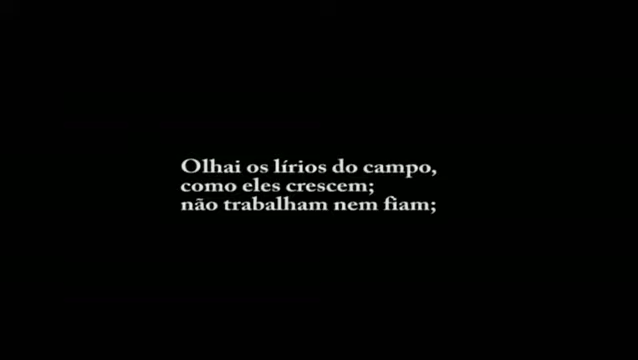 Olhai os lírios do campo,
como eles crescem;
não trabalham nem fiam;